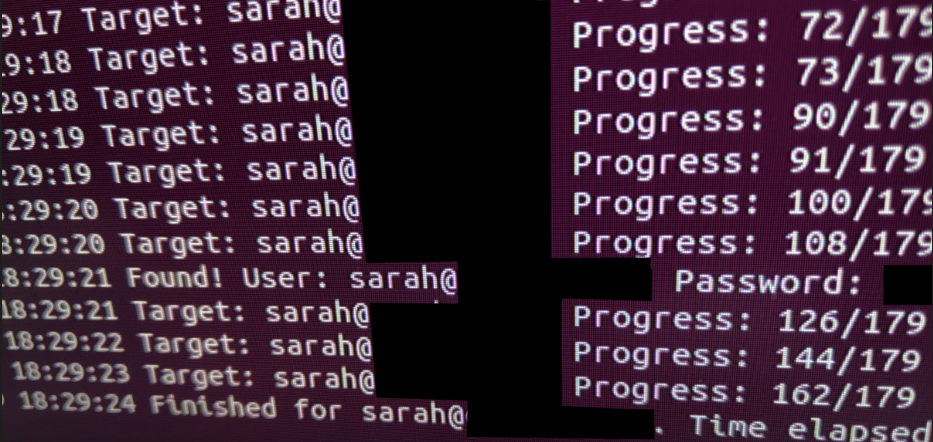 9:17 Target: sarah@
9:18 Target: sarah@ Progress: 72/179
29:18 Target: sarah@ Progress: 73/179
29:19 Target: sarah@ Progress: 90/179
:29:19 Target: sarah@ Progress: 91/179
:29:20 Target: sarah@ Progress: 100/179
8:29:20 Target: sarah@ Progress: 108/179
8:29:21 Found! User: sarah@ Password:
18:29:21 Target: sarah@ Progress: 126/179
18:29:22 Target: sarah@ Progress: 144/179
18:29:23 Target: sarah@ Progress: 162/179
18:29:24 Finished for sarah@ . Time elapsed